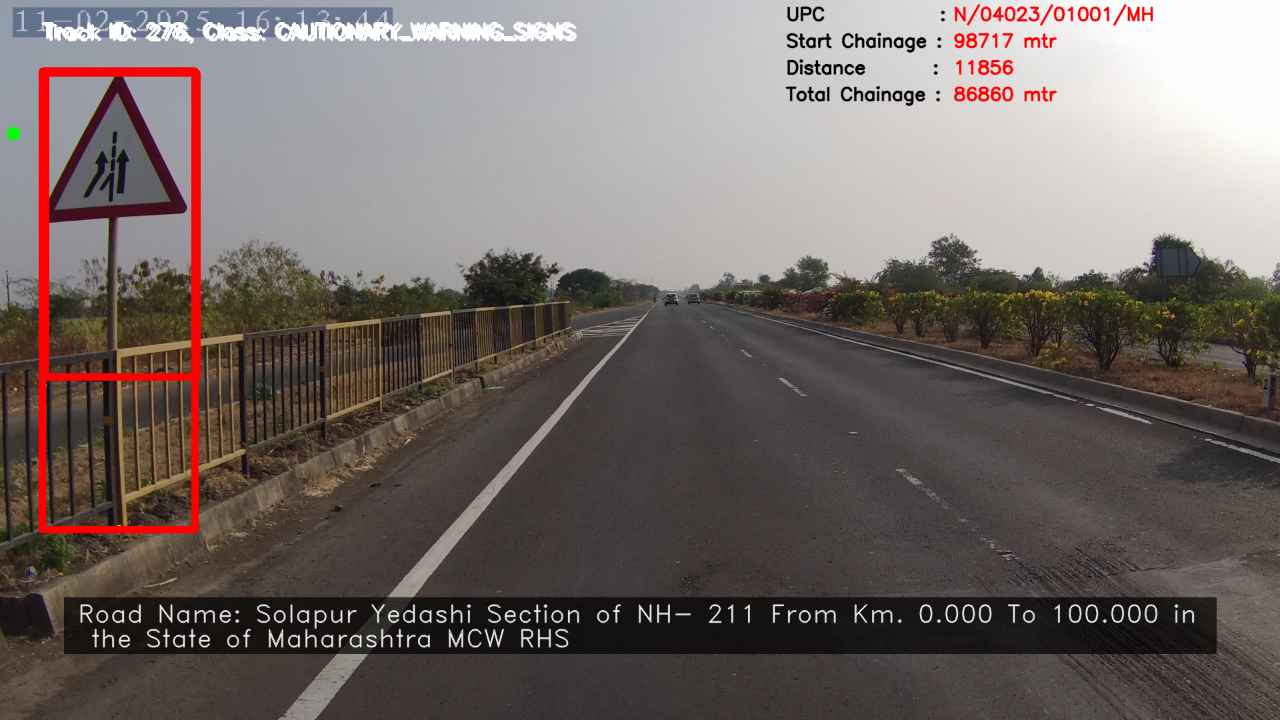 11-02-2025 16:13:44
Track ID: 278, Class: CAUTIONARY_WARNING_SIGNS
UPC : N/04023/01001/MH
Start Chainage : 98717 mtr
Distance : 11856
Total Chainage : 86860 mtr
Road Name: Solapur Yedashi Section of NH- 211 From Km. 0.000 To 100.000 in
the State of Maharashtra MCW RHS